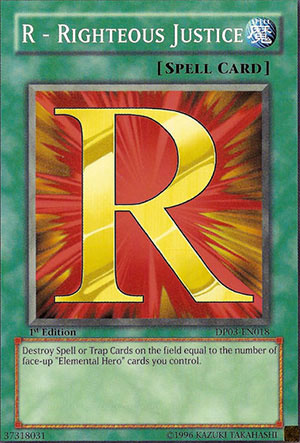 R - Righteous Justice 魔
[Spell Card]
R
1st Edition DP03-EN018
Destroy Spell or Trap Cards on the field equal to the number of
face-up "Elemental Hero" cards you control.
37318031 ©1996 KAZUKI TAKAHASHI